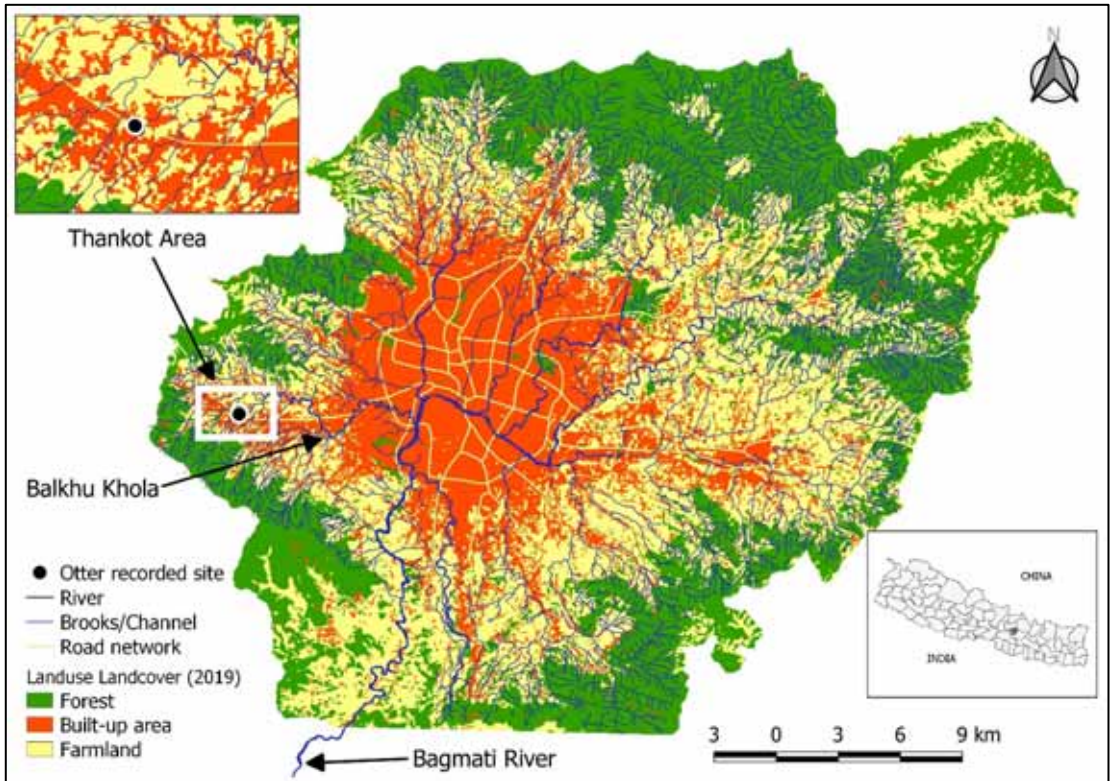 N
Thankot Area
Balkhu Khola
Otter recorded site
River
Brooks/Channel
Road network
Landuse Landcover (2019)
Forest
Built-up area
Farmland
Bagmati River
CHINA
INDIA
3 0 3 6 9 km